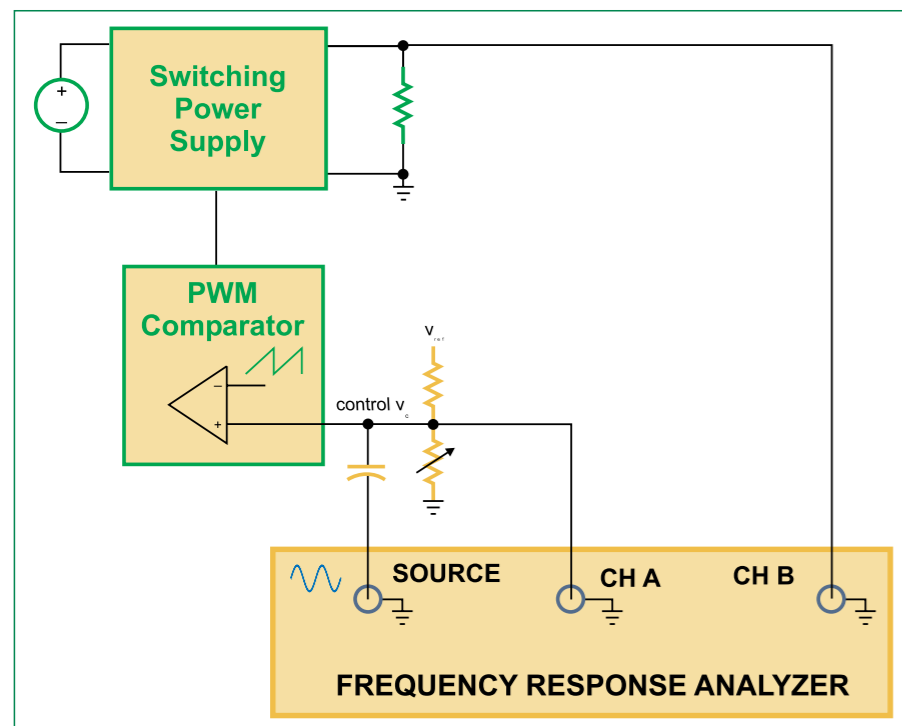 Switching
Power
Supply
+
–
PWM
Comparator
–
+
v ref
control v c
SOURCE
CH A
CH B
FREQUENCY RESPONSE ANALYZER